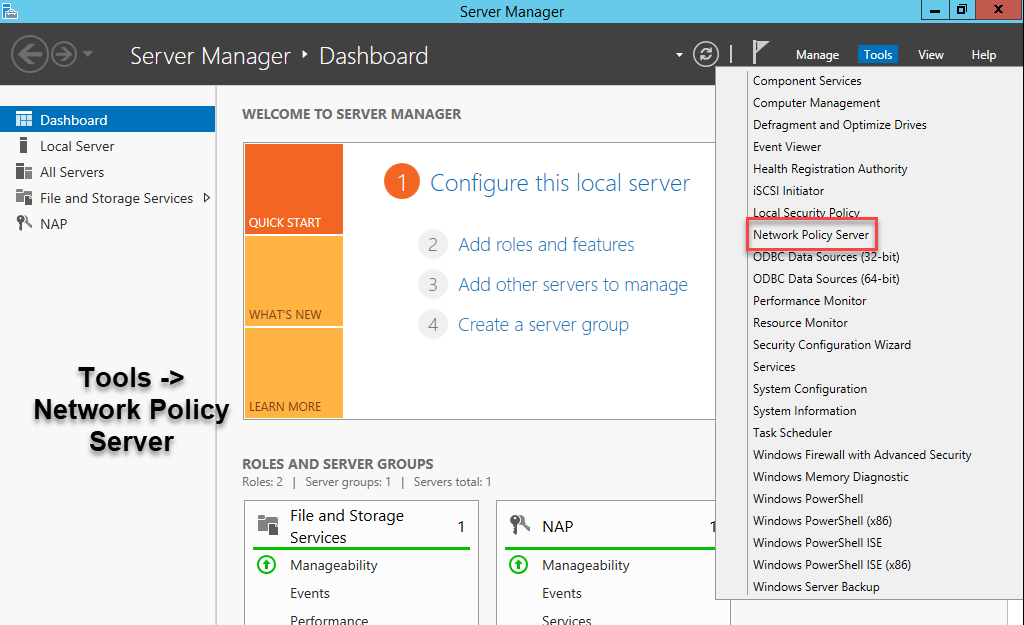 Server Manager
Server Manager ‣ Dashboard
Manage
Tools
View
Help
Dashboard
Local Server
All Servers
File and Storage Services
NAP
WELCOME TO SERVER MANAGER
QUICK START
WHAT'S NEW
LEARN MORE
1 Configure this local server
2 Add roles and features
3 Add other servers to manage
4 Create a server group
Tools ->
Network Policy
Server
ROLES AND SERVER GROUPS
Roles: 2 | Server groups: 1 | Servers total: 1
File and Storage
Services
1
Manageability
Events
Performance
NAP
1
Manageability
Events
Services
Component Services
Computer Management
Defragment and Optimize Drives
Event Viewer
Health Registration Authority
iSCSI Initiator
Local Security Policy
Network Policy Server
ODBC Data Sources (32-bit)
ODBC Data Sources (64-bit)
Performance Monitor
Resource Monitor
Security Configuration Wizard
Services
System Configuration
System Information
Task Scheduler
Windows Firewall with Advanced Security
Windows Memory Diagnostic
Windows PowerShell
Windows PowerShell (x86)
Windows PowerShell ISE
Windows PowerShell ISE (x86)
Windows Server Backup